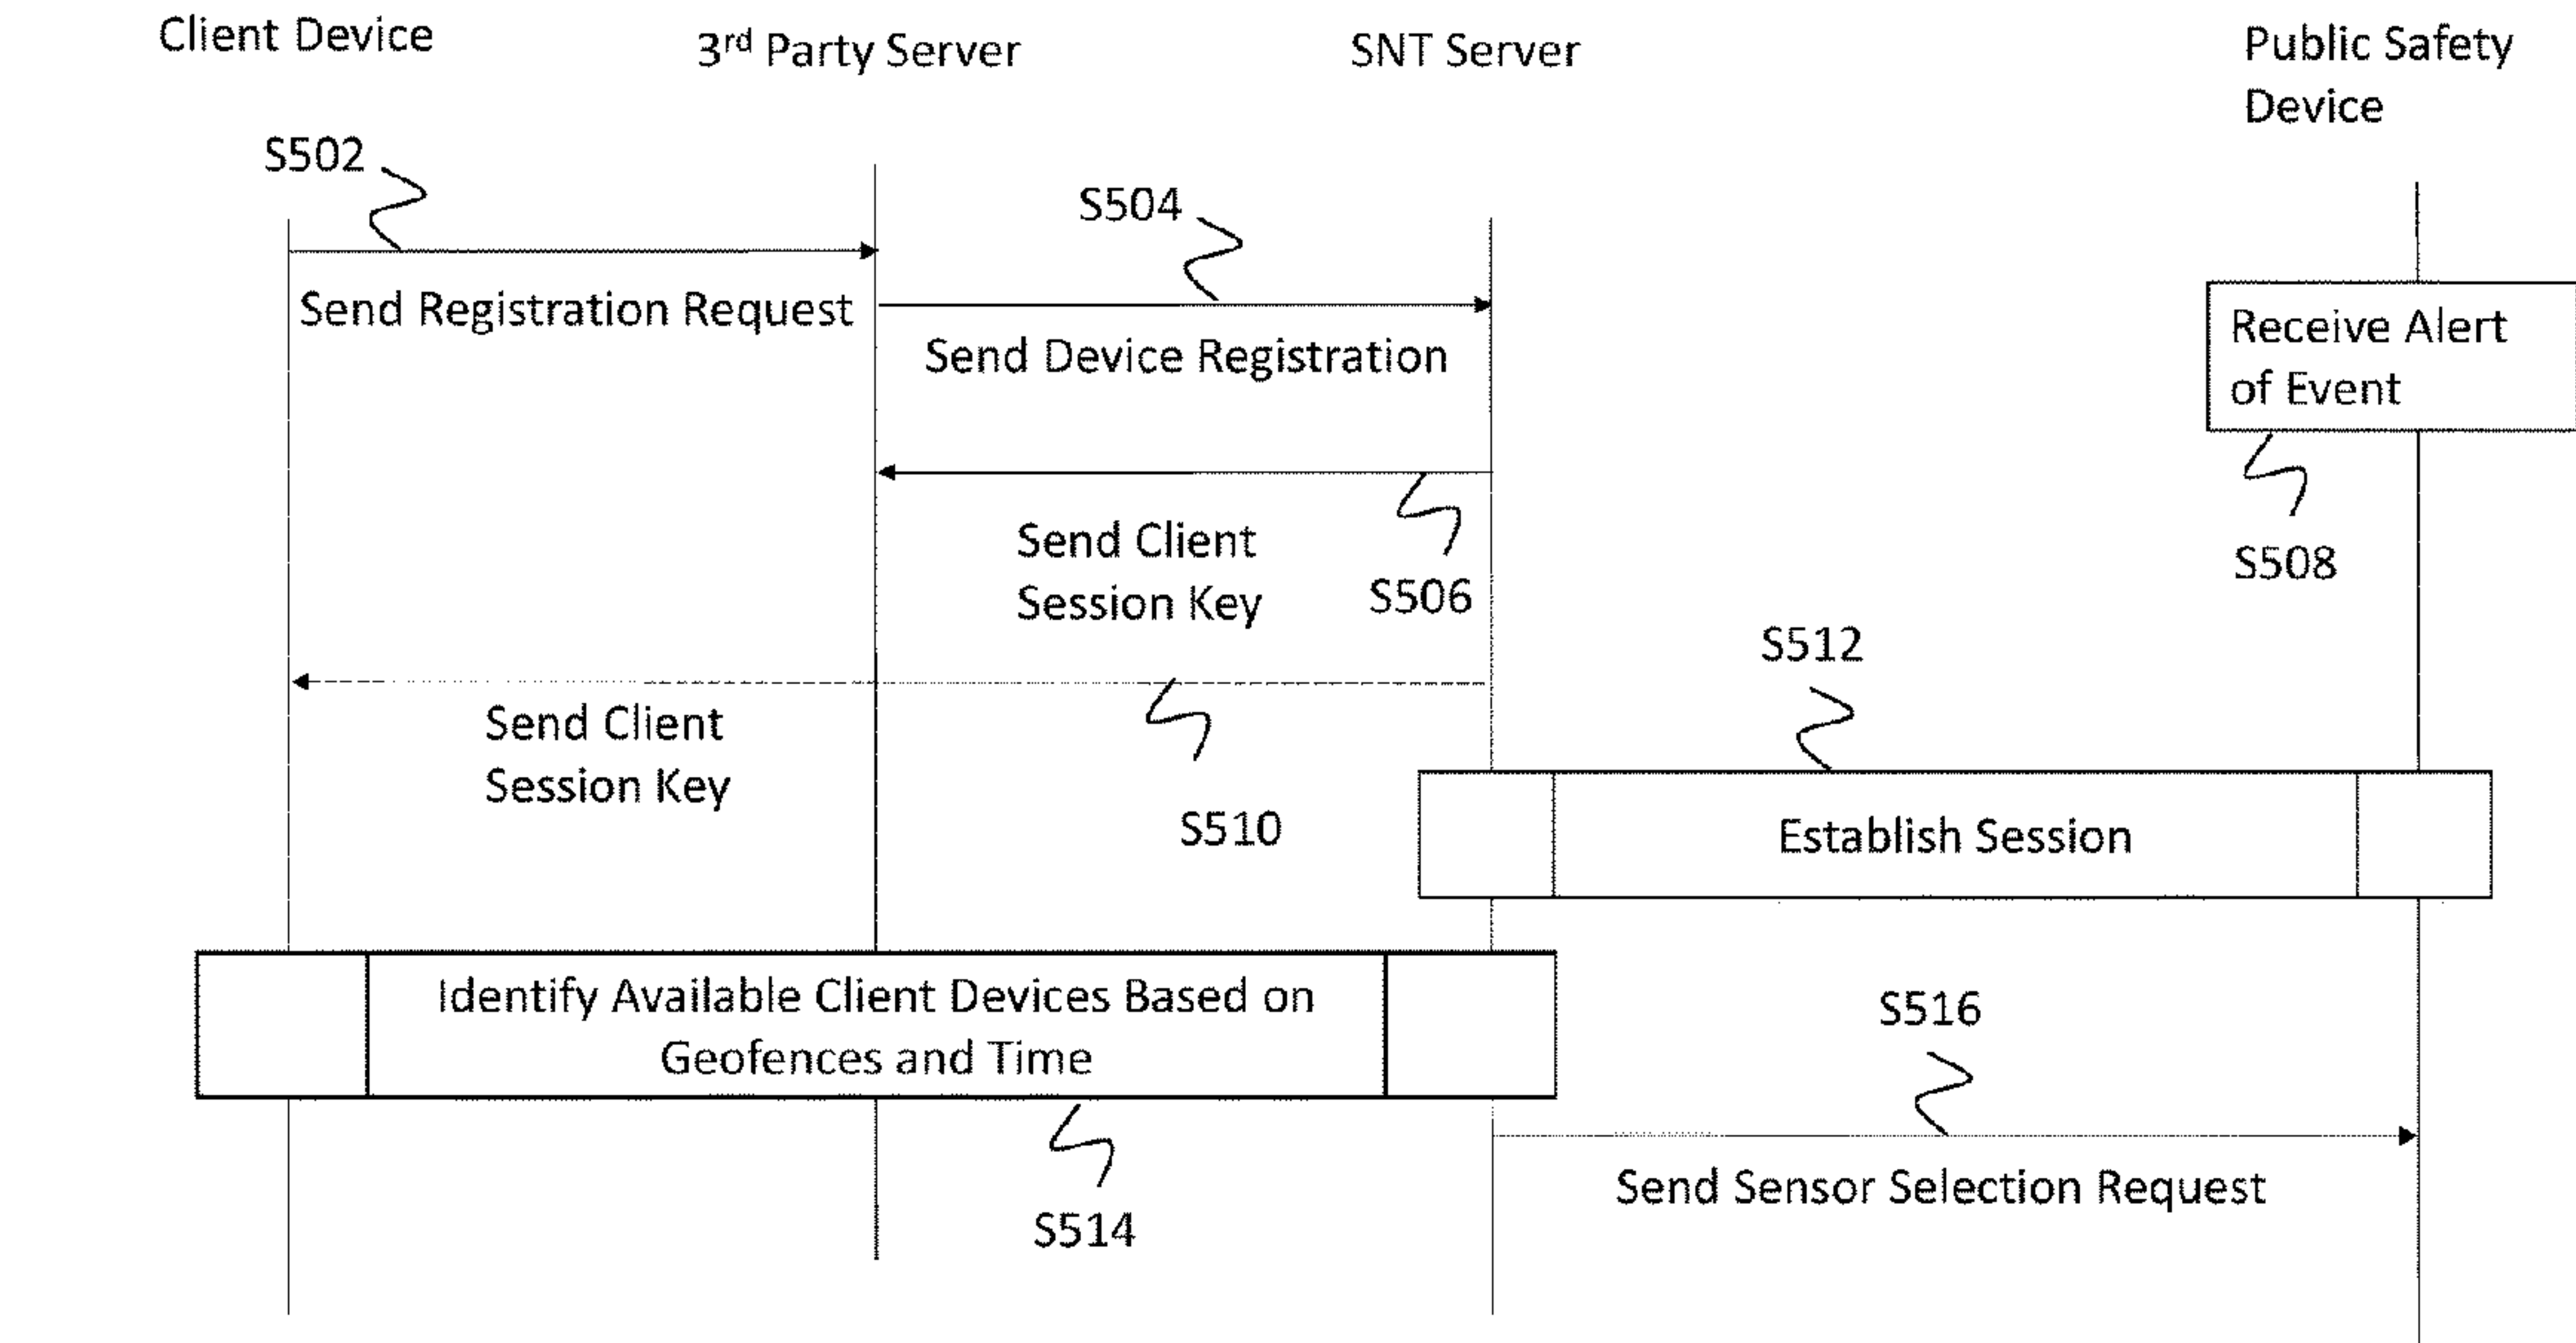 Client Device
3rd Party Server
SNT Server
Public Safety
Device
S502
S504
Send Registration Request
Send Device Registration
Receive Alert
of Event
Send Client
Session Key
S506
S508
S512
Send Client
Session Key
S510
Establish Session
Identify Available Client Devices Based on
Geofences and Time
S516
Send Sensor Selection Request
S514